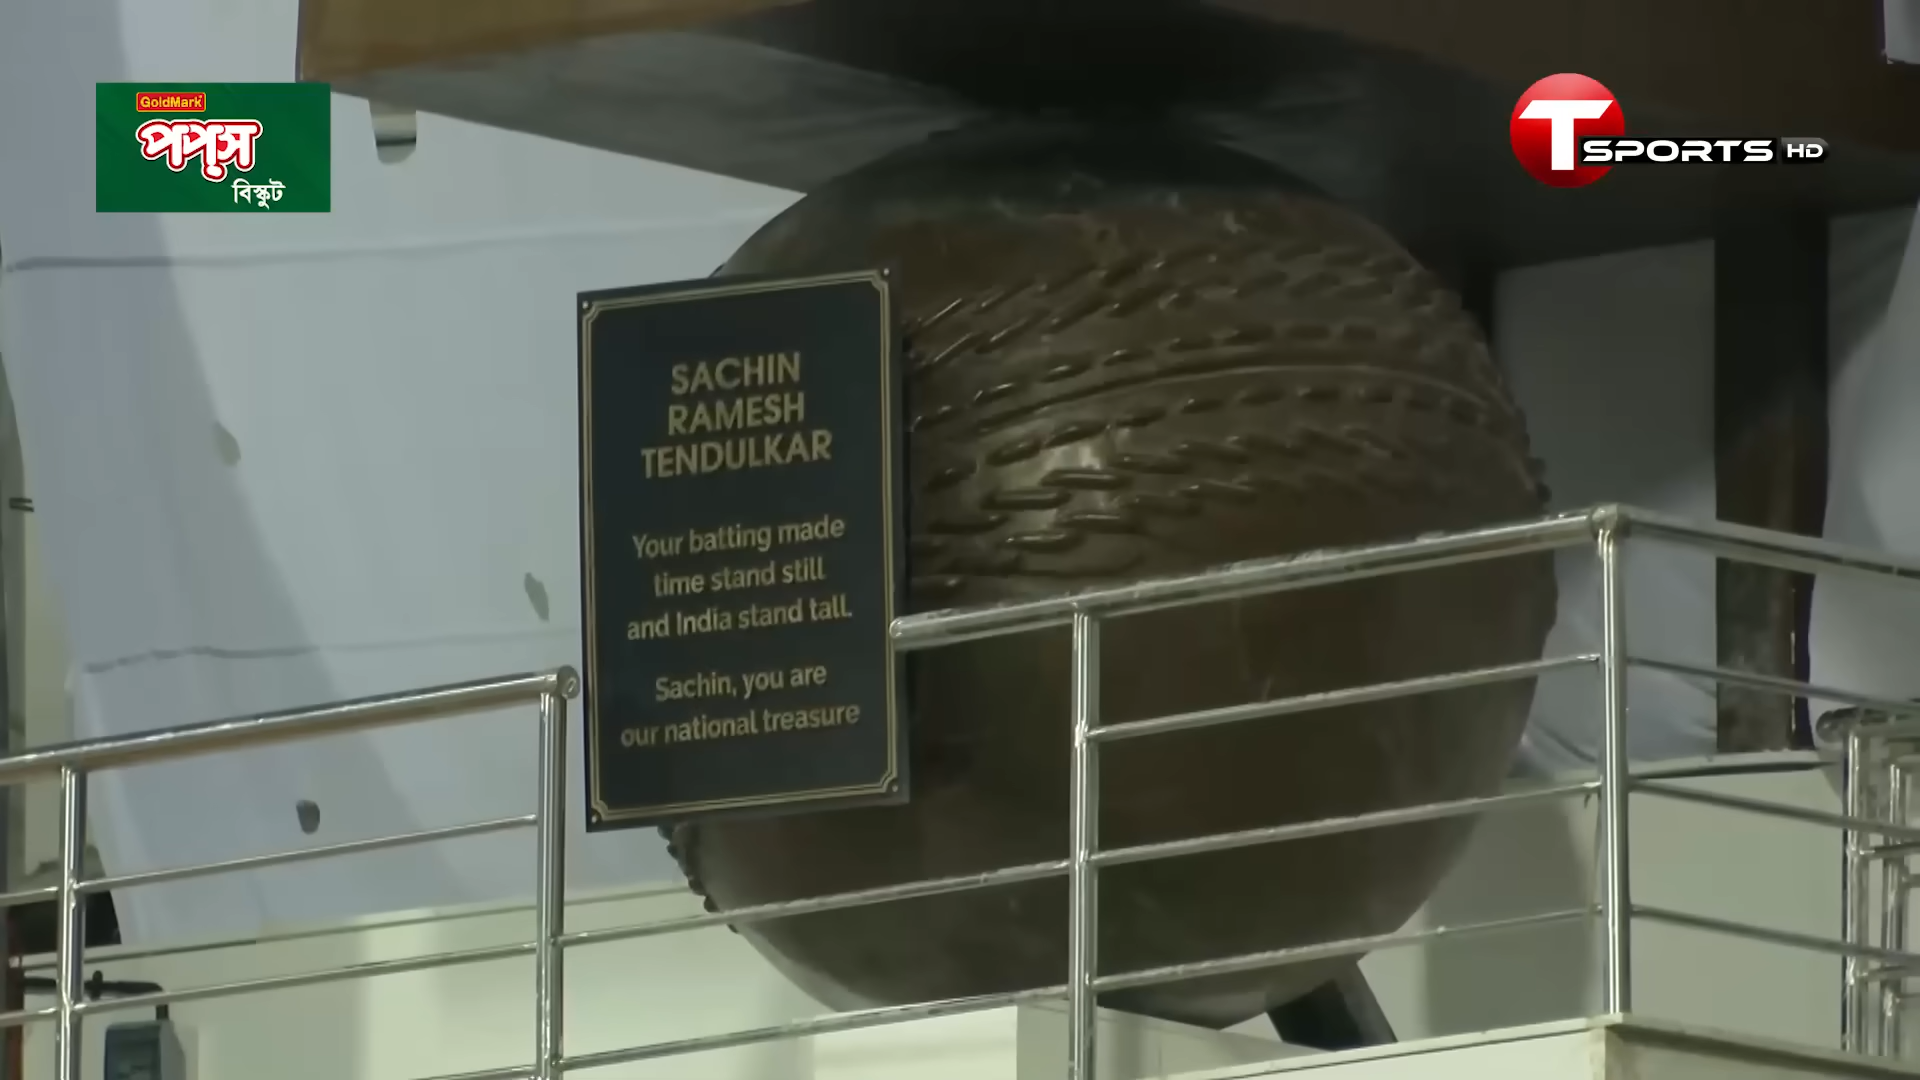 GoldMark
পপুস
বিস্কুট
T SPORTS HD
SACHIN
RAMESH
TENDULKAR
Your batting made
time stand still
and India stand tall.
Sachin, you are
our national treasure